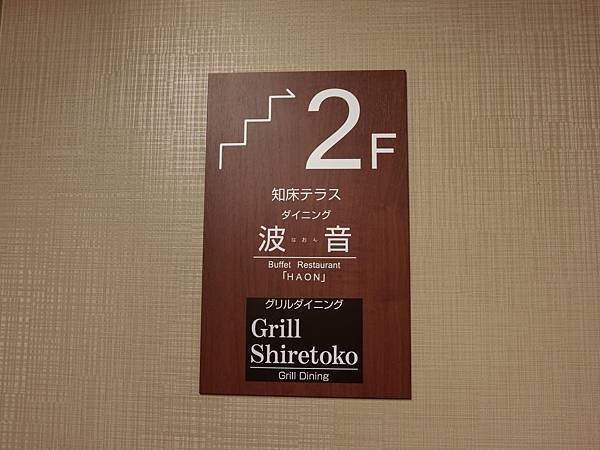 2F
知床テラス
ダイニング
波はおん音
Buffet Restaurant
「HAON」
グリルダイニング
Grill
Shiretoko
Grill Dining